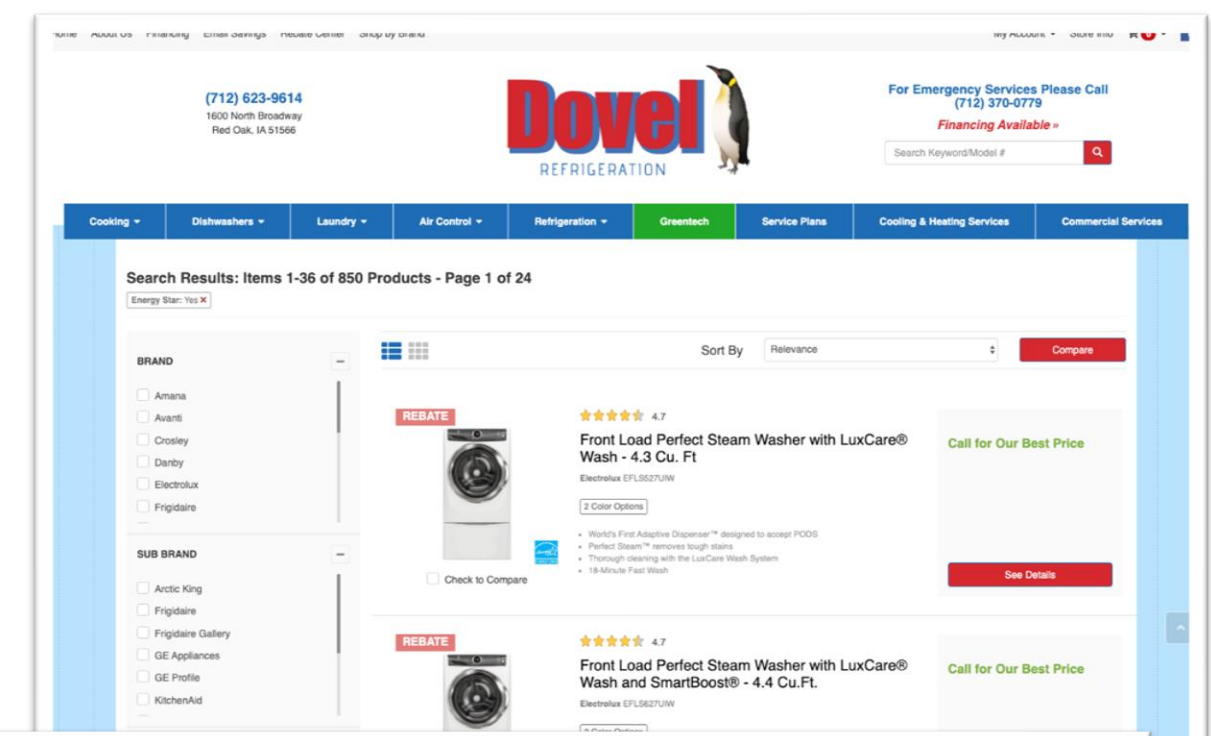 Home About Us Financing Email Savings Rebate Center Shop by Brand My Account Store Info 0
(712) 623-9614
1600 North Broadway
Red Oak, IA 51566
Dovel
REFRIGERATION
For Emergency Services Please Call
(712) 370-0779
Financing Available »
Search Keyword/Model #
Cooking Dishwashers Laundry Air Control Refrigeration Greentech Service Plans Cooling & Heating Services Commercial Services
Search Results: Items 1-36 of 850 Products - Page 1 of 24
Energy Star: Yes ×
BRAND
Amana
Avanti
Crosley
Danby
Electrolux
Frigidaire
SUB BRAND
Arctic King
Frigidaire
Frigidaire Gallery
GE Appliances
GE Profile
KitchenAid
Sort By Relevance Compare
REBATE
4.7
Front Load Perfect Steam Washer with LuxCare®
Wash - 4.3 Cu. Ft
Electrolux EFLS527UIW
2 Color Options
• World's First Adaptive Dispenser™ designed to accept PODS
• Perfect Steam™ removes tough stains
• Thorough cleaning with the LuxCare Wash System
• 18-Minute Fast Wash
Check to Compare
Call for Our Best Price
See Details
REBATE
4.7
Front Load Perfect Steam Washer with LuxCare®
Wash and SmartBoost® - 4.4 Cu.Ft.
Electrolux EFLS627UIW
2 Color Options
Call for Our Best Price